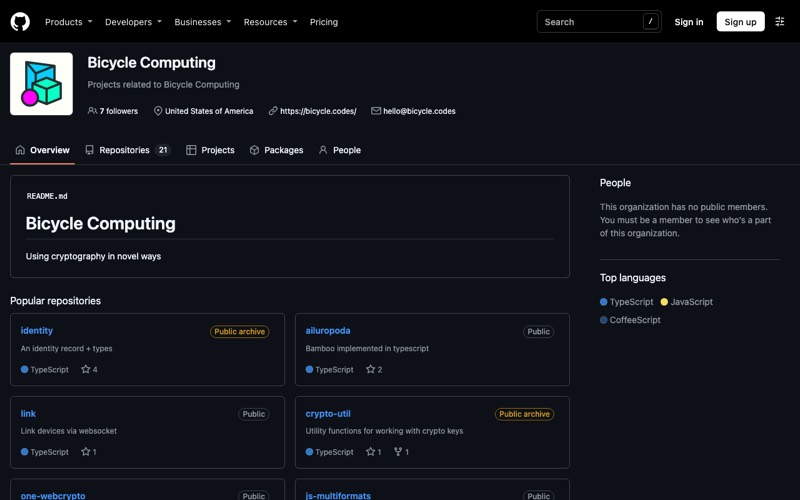 Products Developers Businesses Resources Pricing Search / Sign in Sign up
Bicycle Computing
Projects related to Bicycle Computing
7 followers United States of America https://bicycle.codes/ hello@bicycle.codes
Overview Repositories 21 Projects Packages People
README.md
Bicycle Computing
Using cryptography in novel ways
Popular repositories
identity Public archive
An identity record + types
TypeScript 4
ailuropoda Public
Bamboo implemented in typescript
TypeScript 2
link Public
Link devices via websocket
TypeScript 1
crypto-util Public archive
Utility functions for working with crypto keys
TypeScript 1 1
one-webcrypto Public
js-multiformats Public
People
This organization has no public members.
You must be a member to see who's a part
of this organization.
Top languages
TypeScript JavaScript
CoffeeScript